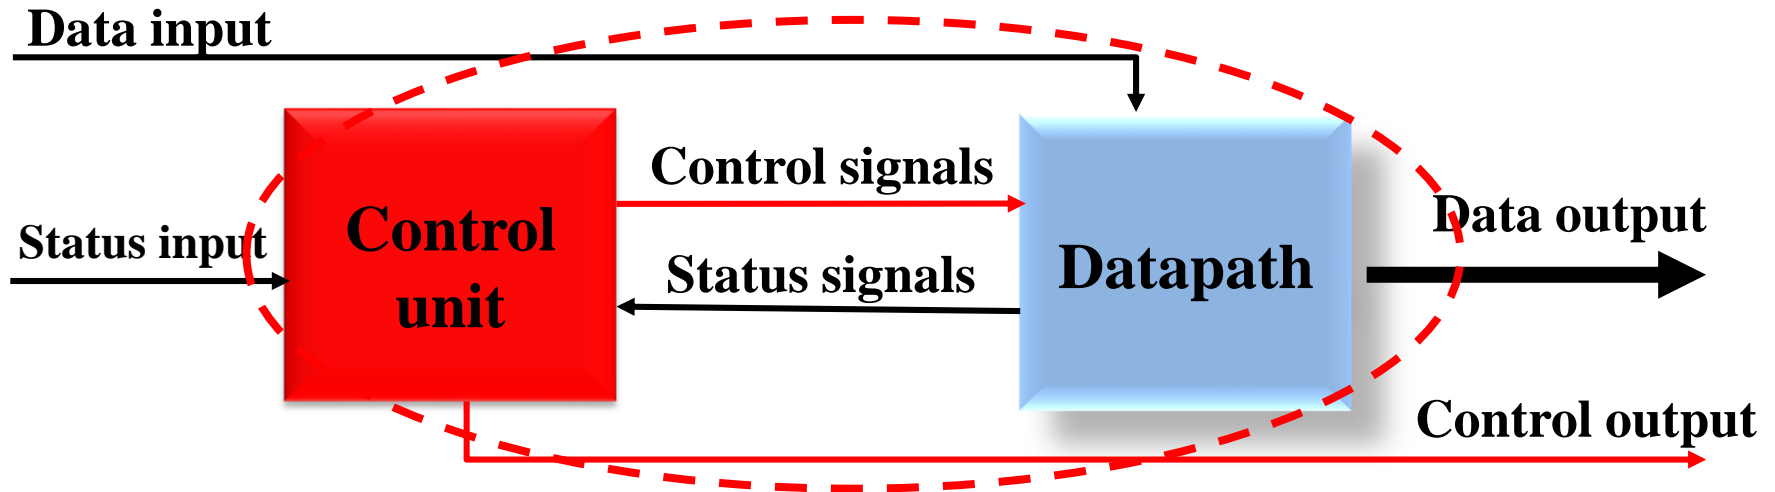 Data input
Control signals
Control
unit
Status input
Status signals
Datapath
Data output
Control output